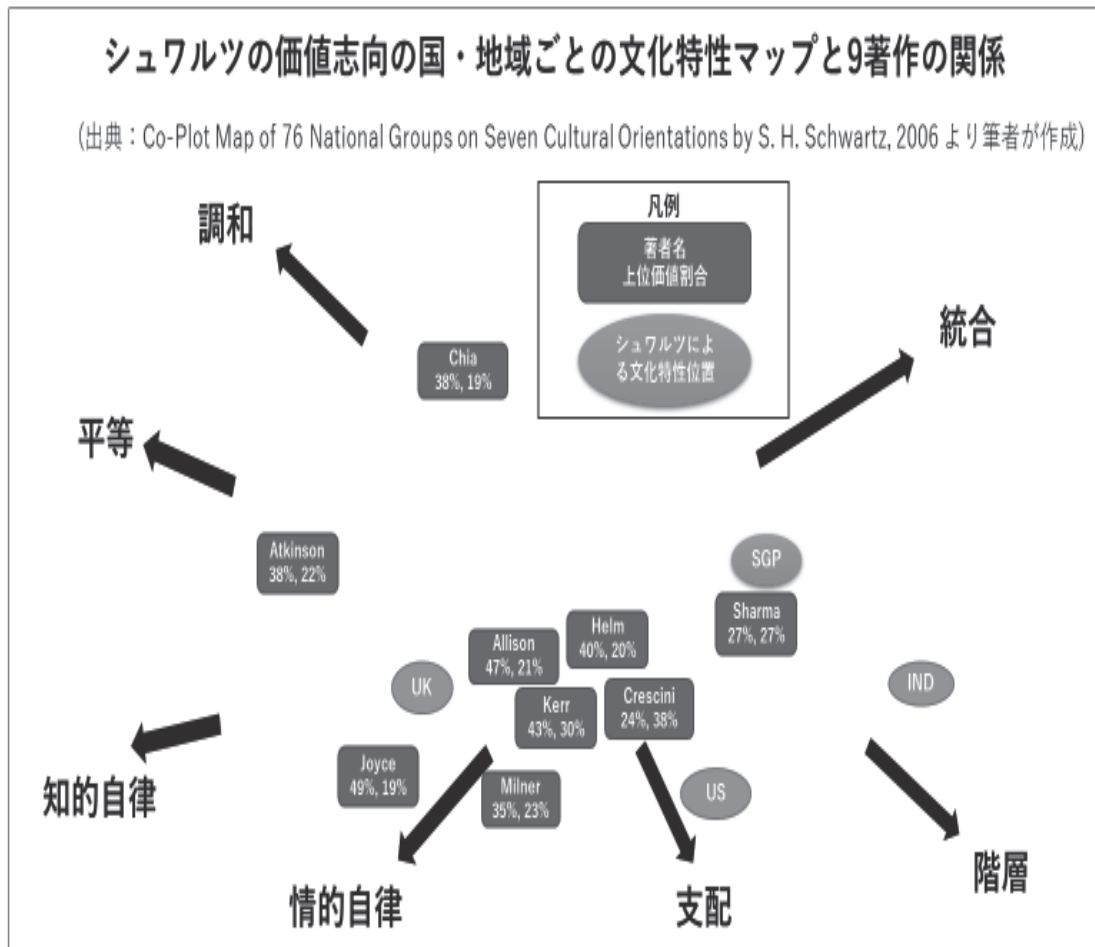 シュワルツの価値志向の国・地域ごとの文化特性マップと9著作の関係
(出典：Co-Plot Map of 76 National Groups on Seven Cultural Orientations by S. H. Schwartz, 2006 より筆者が作成)
調和
凡例
著者名
上位価値割合
シュワルツによ
る文化特性位置
統合
Chia
38%, 19%
平等
Atkinson
38%, 22%
SGP
Sharma
27%, 27%
Helm
40%, 20%
Allison
47%, 21%
UK
IND
Kerr
43%, 30%
Crescini
24%, 38%
Joyce
49%, 19%
Milner
35%, 23%
US
知的自律
情的自律
支配
階層